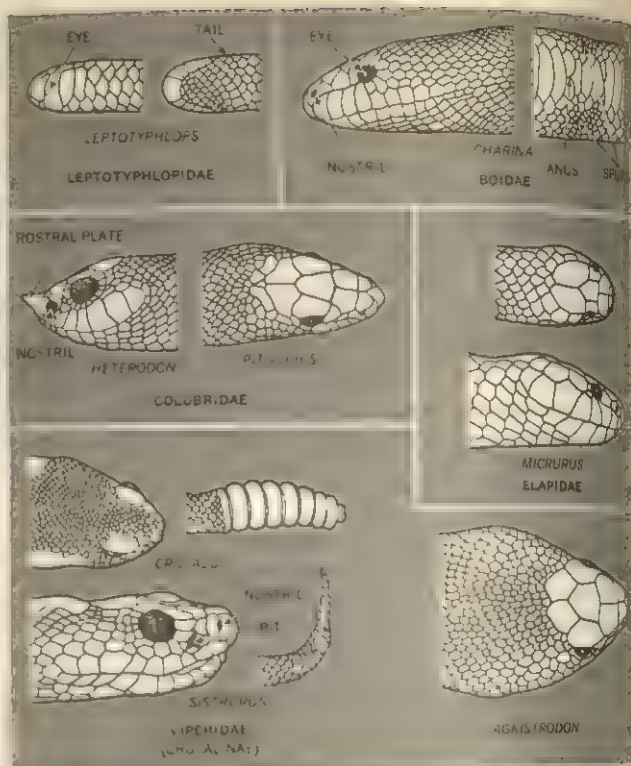 EYE
TAIL
LEPTOTYPHLOPS
LEPTOTYPHLOPIDAE
EYE
NOSTRIL
CHARINA
BOIDAE
ANUS
ROSTRAL PLATE
NOSTRIL
HETERODON
COLUBRIDAE
MICRURUS
ELAPIDAE
NOSTRIL
PIT
SISTRURUS
VIPERIDAE
AGKISTRODON